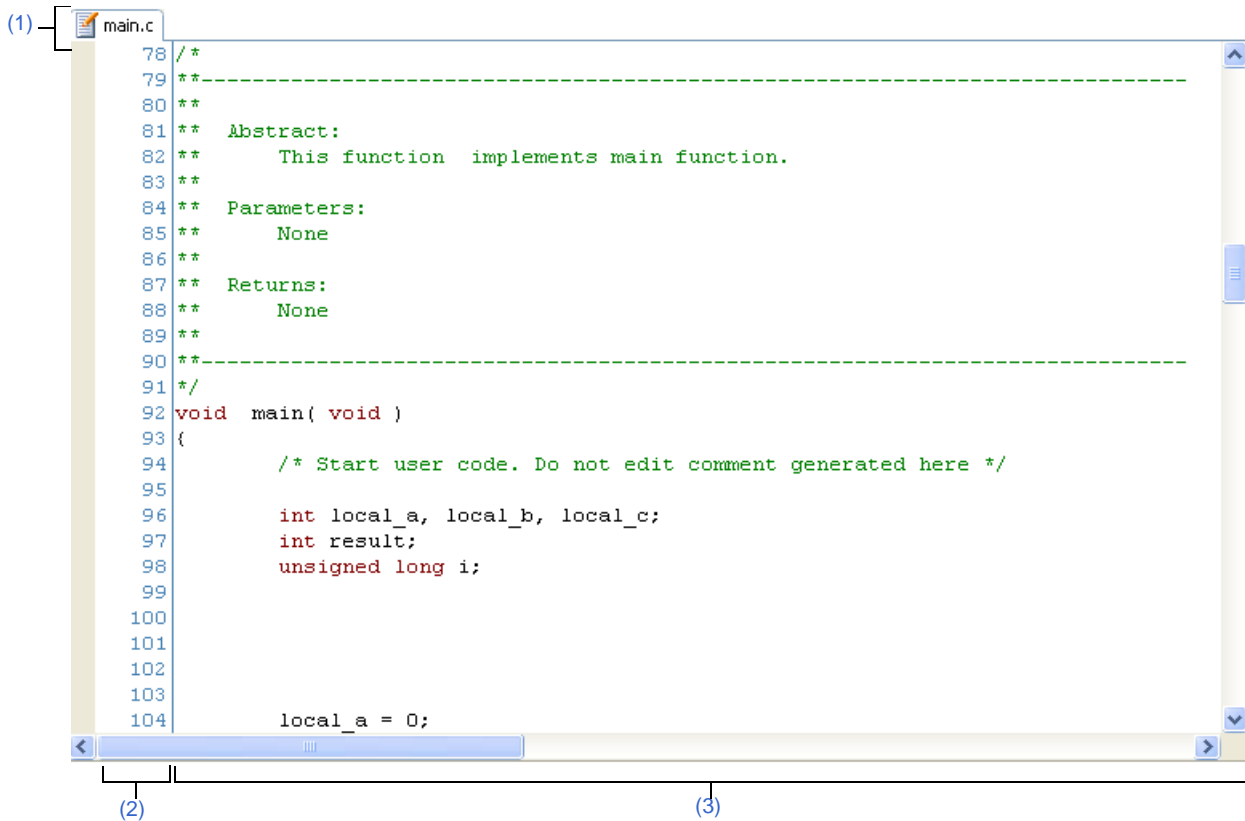 (1)
main.c
78 /*
79 **-----------------------------------------------------------------------------
80 **
81 **  Abstract:
82 **      This function  implements main function.
83 **
84 **  Parameters:
85 **      None
86 **
87 **  Returns:
88 **      None
89 **
90 **-----------------------------------------------------------------------------
91 */
92 void  main( void )
93 {
94         /* Start user code. Do not edit comment generated here */
95
96         int local_a, local_b, local_c;
97         int result;
98         unsigned long i;
99
100
101
102
103
104         local_a = 0;
(2)
(3)